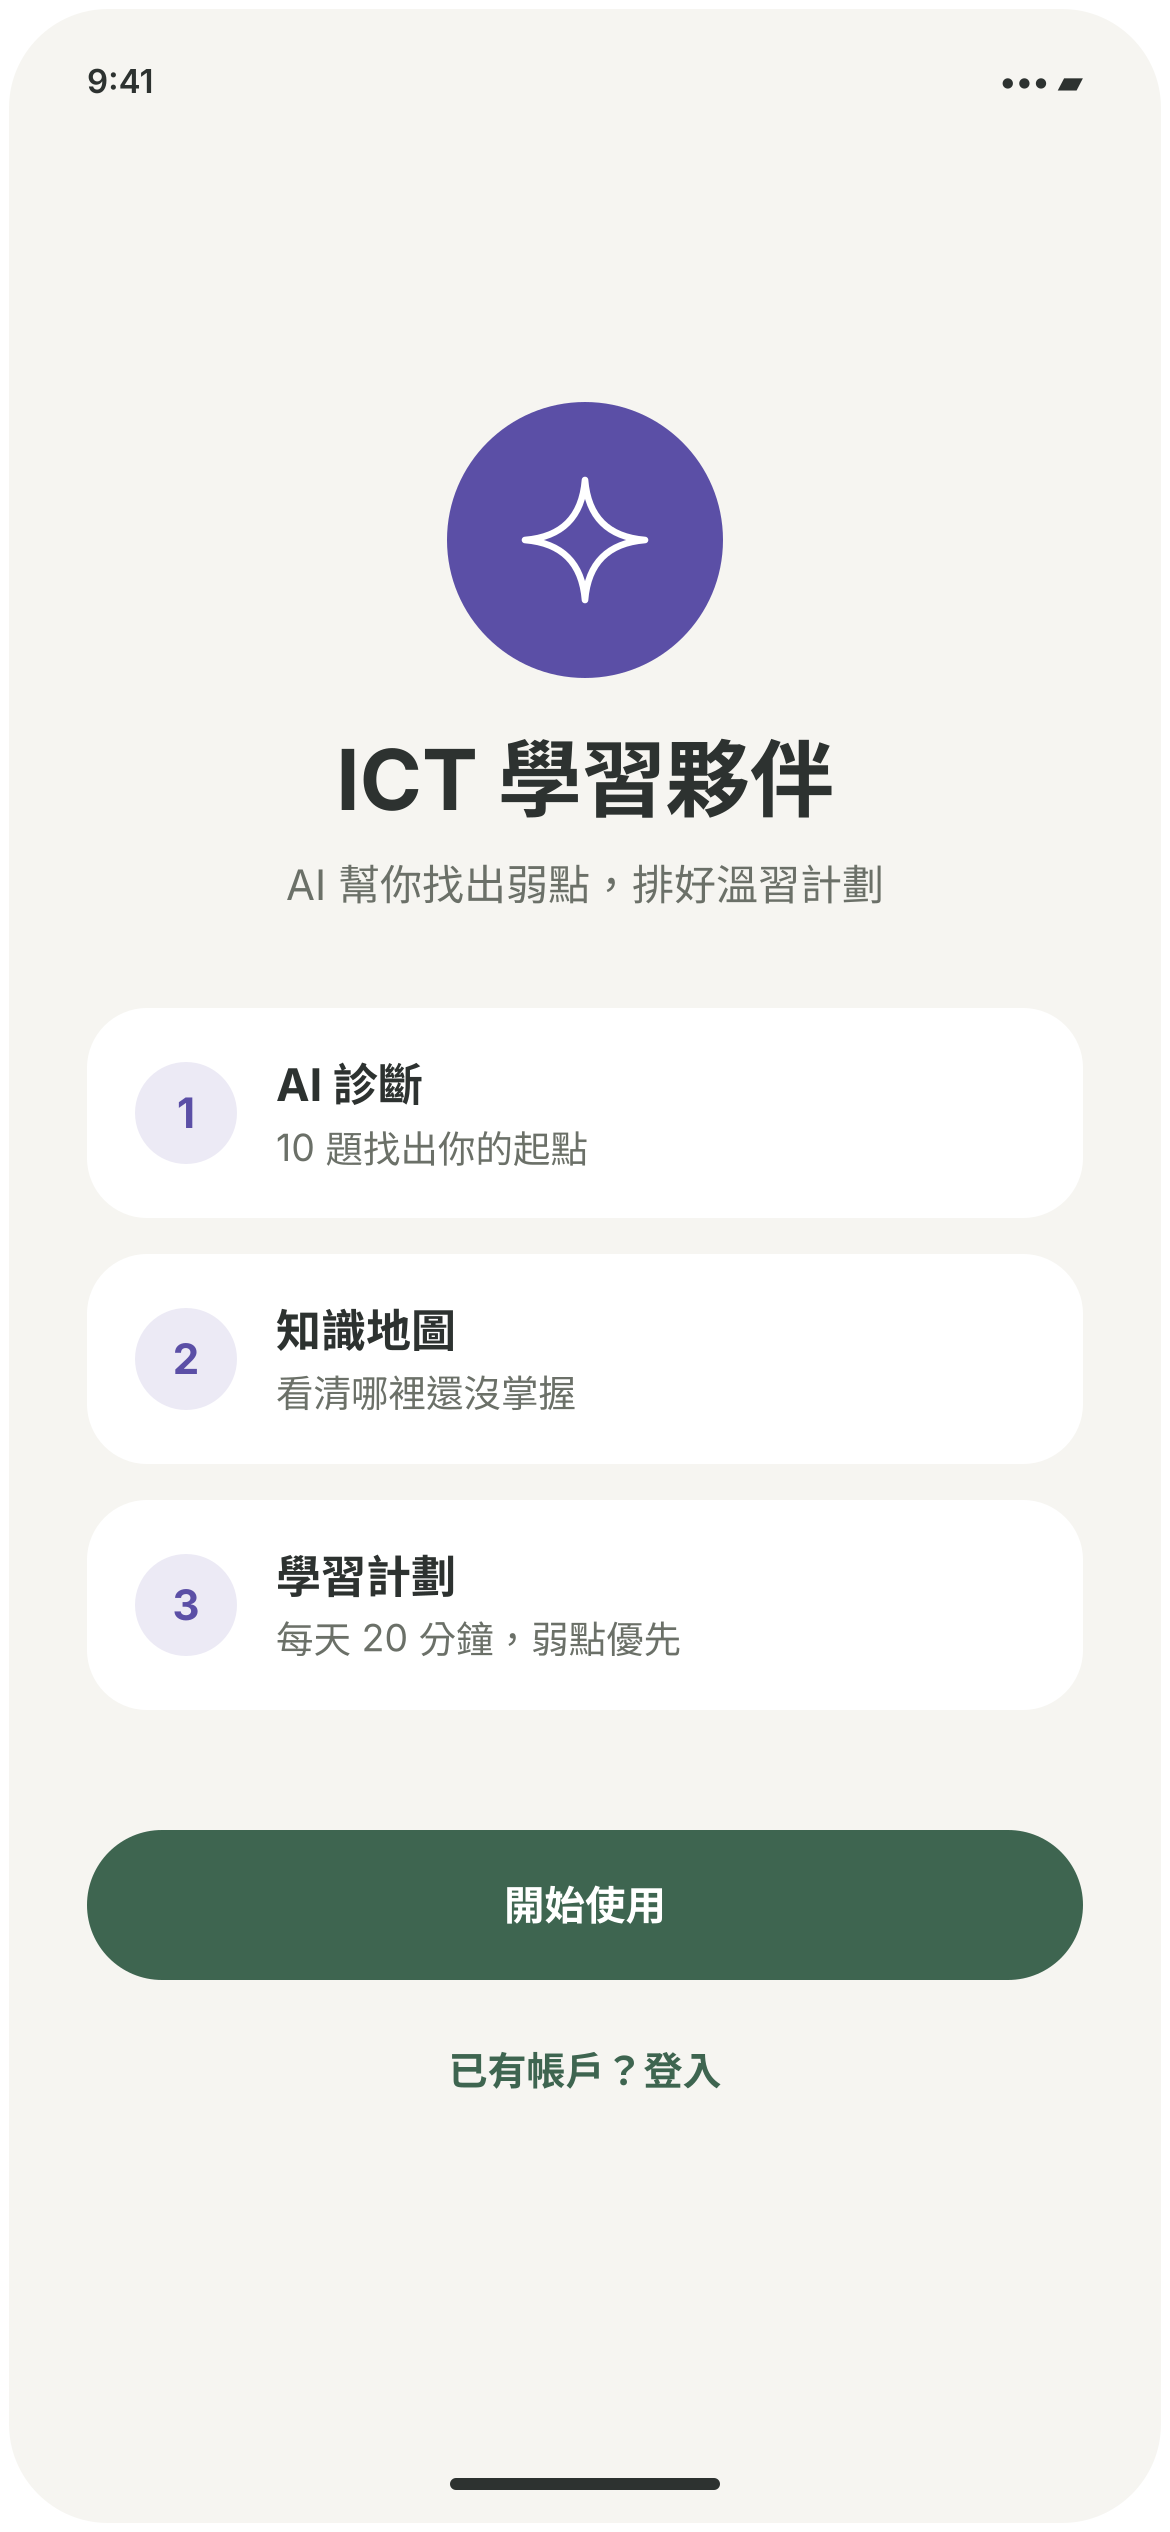 9:41
ICT 學習夥伴
AI 幫你找出弱點，排好溫習計劃
1
AI 診斷
10 題找出你的起點
2
知識地圖
看清哪裡還沒掌握
3
學習計劃
每天 20 分鐘，弱點優先
開始使用
已有帳戶？登入